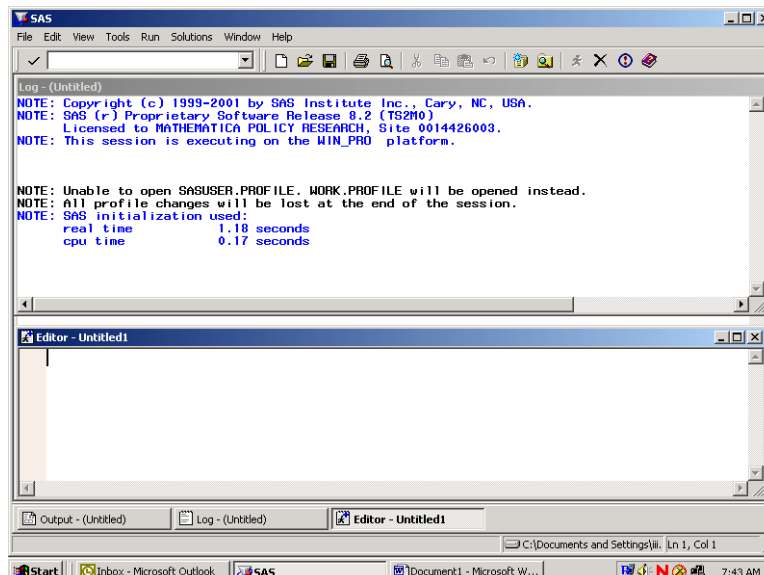 SAS
File Edit View Tools Run Solutions Window Help
Log - (Untitled)
NOTE: Copyright (c) 1999-2001 by SAS Institute Inc., Cary, NC, USA.
NOTE: SAS (r) Proprietary Software Release 8.2 (TS2M0)
Licensed to MATHEMATICA POLICY RESEARCH, Site 0014426003.
NOTE: This session is executing on the WIN_PRO platform.
NOTE: Unable to open SASUSER.PROFILE. WORK.PROFILE will be opened instead.
NOTE: All profile changes will be lost at the end of the session.
NOTE: SAS initialization used:
real time 1.18 seconds
cpu time 0.17 seconds
Editor - Untitled1
Output - (Untitled) Log - (Untitled) Editor - Untitled1
C:\Documents and Settings\jii. Ln 1, Col 1
Start Inbox - Microsoft Outlook SAS Document1 - Microsoft W... 7:43 AM